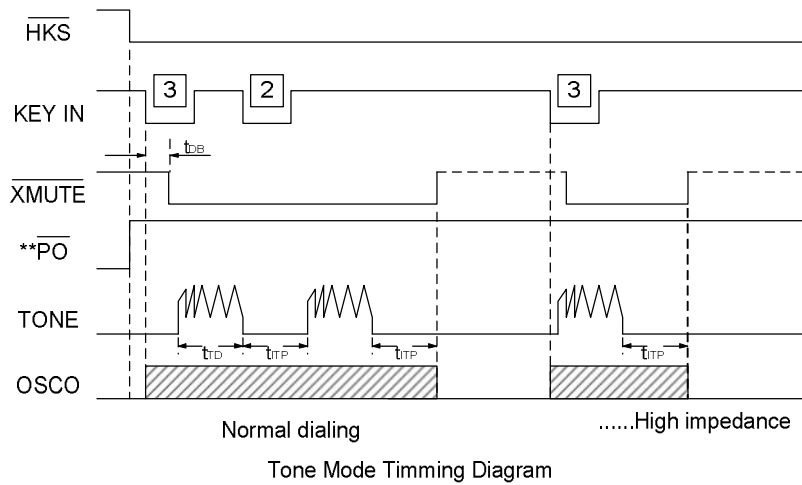 HKS
3
2
3
KEY IN
tDB
XMUTE
**PO
TONE
tTD
tITP
tITP
tITP
OSCO
Normal dialing
......High impedance
Tone Mode Timming Diagram